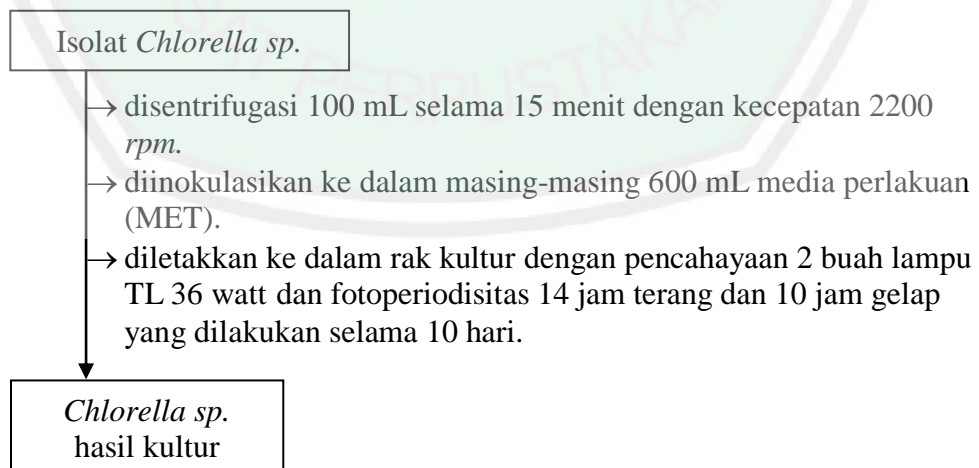 Isolat Chlorella sp.
→ disentrifugasi 100 mL selama 15 menit dengan kecepatan 2200
rpm.
→ diinokulasikan ke dalam masing-masing 600 mL media perlakuan
(MET).
→ diletakkan ke dalam rak kultur dengan pencahayaan 2 buah lampu
TL 36 watt dan fotoperiodisitas 14 jam terang dan 10 jam gelap
yang dilakukan selama 10 hari.
Chlorella sp.
hasil kultur